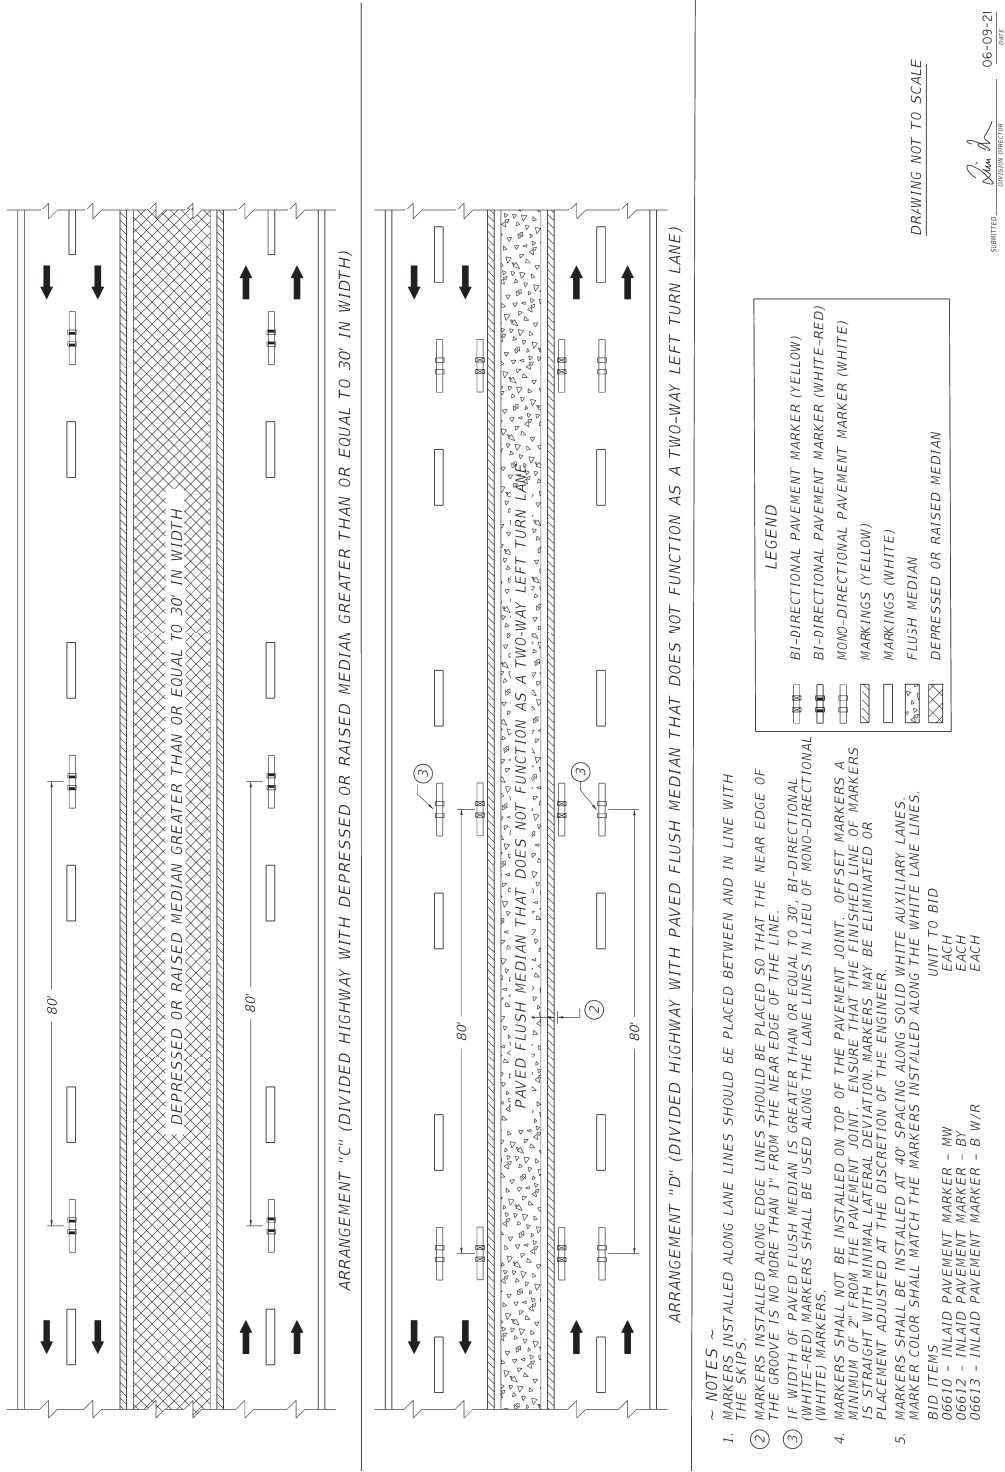 80'
DEPRESSED OR RAISED MEDIAN GREATER THAN OR EQUAL TO 30' IN WIDTH
80'
ARRANGEMENT "C" (DIVIDED HIGHWAY WITH DEPRESSED OR RAISED MEDIAN GREATER THAN OR EQUAL TO 30' IN WIDTH)
3
80'
PAVED FLUSH MEDIAN THAT DOES NOT FUNCTION AS A TWO-WAY LEFT TURN LANE
2
3
80'
ARRANGEMENT "D" (DIVIDED HIGHWAY WITH PAVED FLUSH MEDIAN THAT DOES NOT FUNCTION AS A TWO-WAY LEFT TURN LANE)
~ NOTES ~
1. MARKERS INSTALLED ALONG LANE LINES SHOULD BE PLACED BETWEEN AND IN LINE WITH
THE SKIPS.
2 MARKERS INSTALLED ALONG EDGE LINES SHOULD BE PLACED SO THAT THE NEAR EDGE OF
THE GROOVE IS NO MORE THAN 1" FROM THE NEAR EDGE OF THE LINE.
3 IF WIDTH OF PAVED FLUSH MEDIAN IS GREATER THAN OR EQUAL TO 30', BI-DIRECTIONAL
(WHITE-RED) MARKERS SHALL BE USED ALONG THE LANE LINES IN LIEU OF MONO-DIRECTIONAL
(WHITE) MARKERS.
4. MARKERS SHALL NOT BE INSTALLED ON TOP OF THE PAVEMENT JOINT. OFFSET MARKERS A
MINIMUM OF 2" FROM THE PAVEMENT JOINT. ENSURE THAT THE FINISHED LINE OF MARKERS
IS STRAIGHT WITH MINIMAL LATERAL DEVIATION. MARKERS MAY BE ELIMINATED OR
PLACEMENT ADJUSTED AT THE DISCRETION OF THE ENGINEER.
5. MARKERS SHALL BE INSTALLED AT 40' SPACING ALONG SOLID WHITE AUXILIARY LANES.
MARKER COLOR SHALL MATCH THE MARKERS INSTALLED ALONG THE WHITE LANE LINES.
BID ITEMS UNIT TO BID
06610 - INLAID PAVEMENT MARKER - MW EACH
06612 - INLAID PAVEMENT MARKER - BY EACH
06613 - INLAID PAVEMENT MARKER - B W/R EACH
LEGEND
BI-DIRECTIONAL PAVEMENT MARKER (YELLOW)
BI-DIRECTIONAL PAVEMENT MARKER (WHITE-RED)
MONO-DIRECTIONAL PAVEMENT MARKER (WHITE)
MARKINGS (YELLOW)
MARKINGS (WHITE)
FLUSH MEDIAN
DEPRESSED OR RAISED MEDIAN
DRAWING NOT TO SCALE
SUBMITTED 06-09-21
DIVISION DIRECTOR DATE